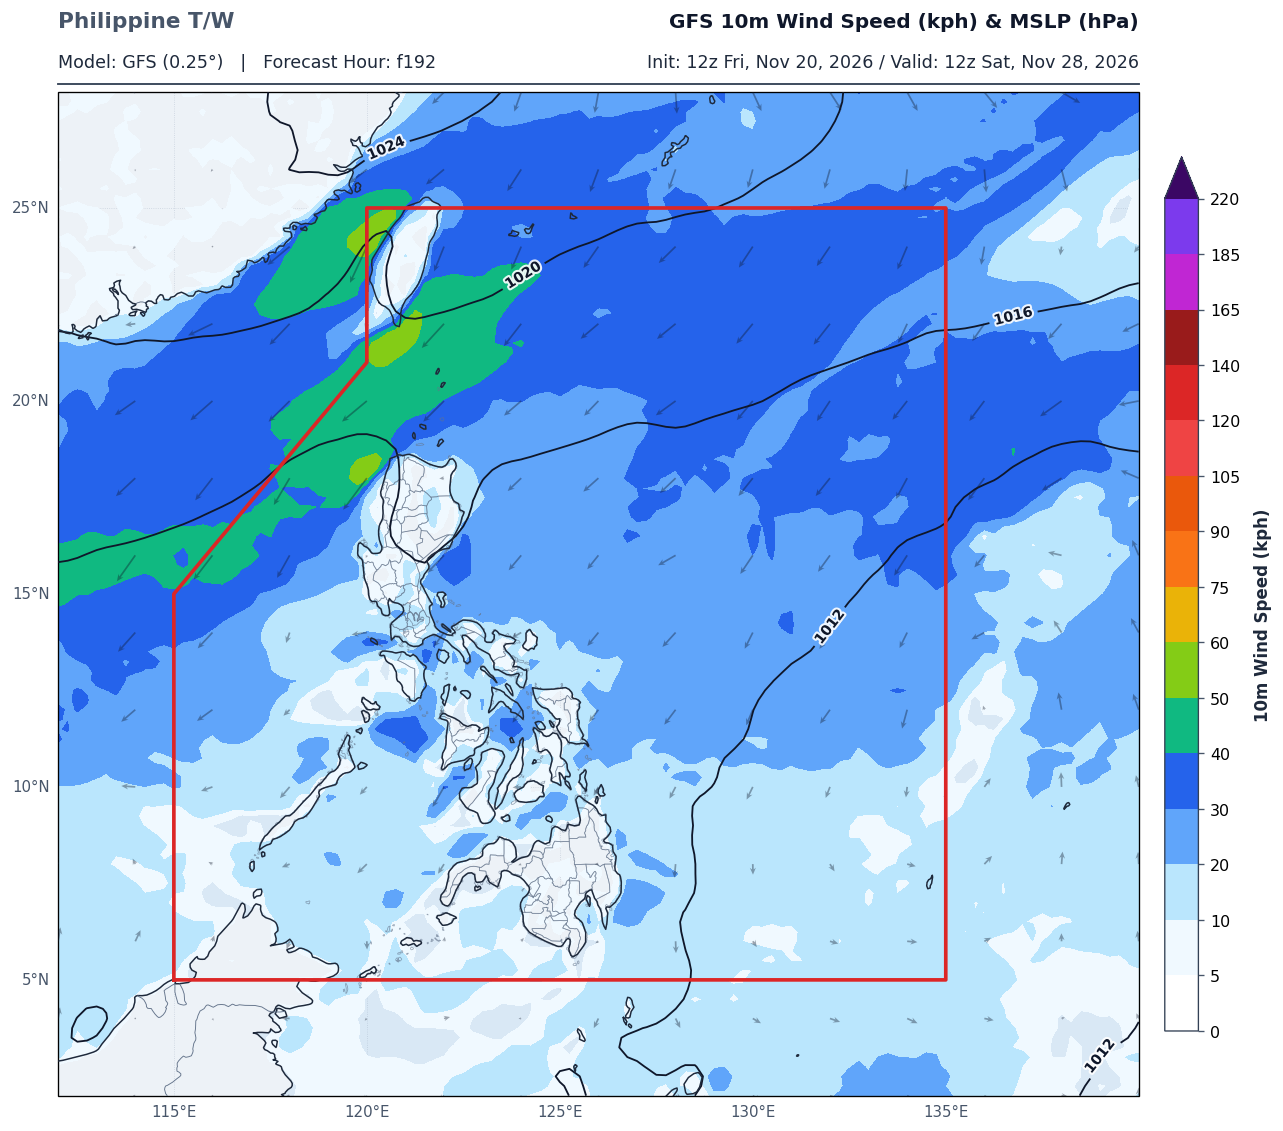 Philippine T/W
GFS 10m Wind Speed (kph) & MSLP (hPa)
Model: GFS (0.25°)   |   Forecast Hour: f192
Init: 12z Fri, Nov 20, 2026 / Valid: 12z Sat, Nov 28, 2026
1024
1020
1016
1012
1012
25°N
20°N
15°N
10°N
5°N
115°E
120°E
125°E
130°E
135°E
220
185
165
140
120
105
90
75
60
50
40
30
20
10
5
0
10m Wind Speed (kph)